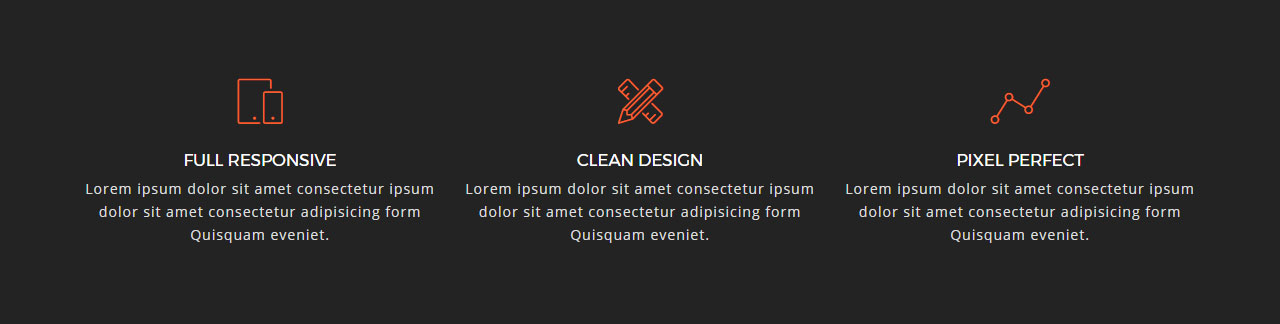 FULL RESPONSIVE
Lorem ipsum dolor sit amet consectetur ipsum
dolor sit amet consectetur adipisicing form
Quisquam eveniet.
CLEAN DESIGN
Lorem ipsum dolor sit amet consectetur ipsum
dolor sit amet consectetur adipisicing form
Quisquam eveniet.
PIXEL PERFECT
Lorem ipsum dolor sit amet consectetur ipsum
dolor sit amet consectetur adipisicing form
Quisquam eveniet.